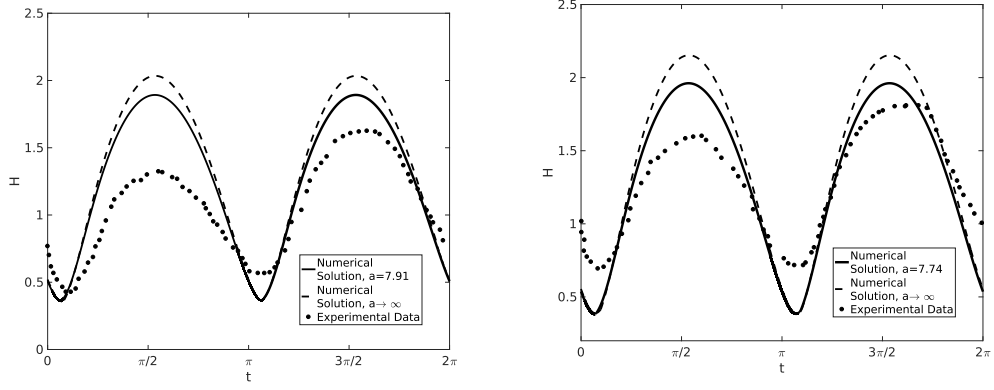 2.5
2
1.5
1
0.5
0
H
0
π/2
π
3π/2
2π
t
Numerical
Solution, a=7.91
Numerical
Solution, a→ ∞
Experimental Data
2.5
2
1.5
1
0.5
H
0
π/2
π
3π/2
2π
t
Numerical
Solution, a=7.74
Numerical
Solution, a→ ∞
Experimental Data